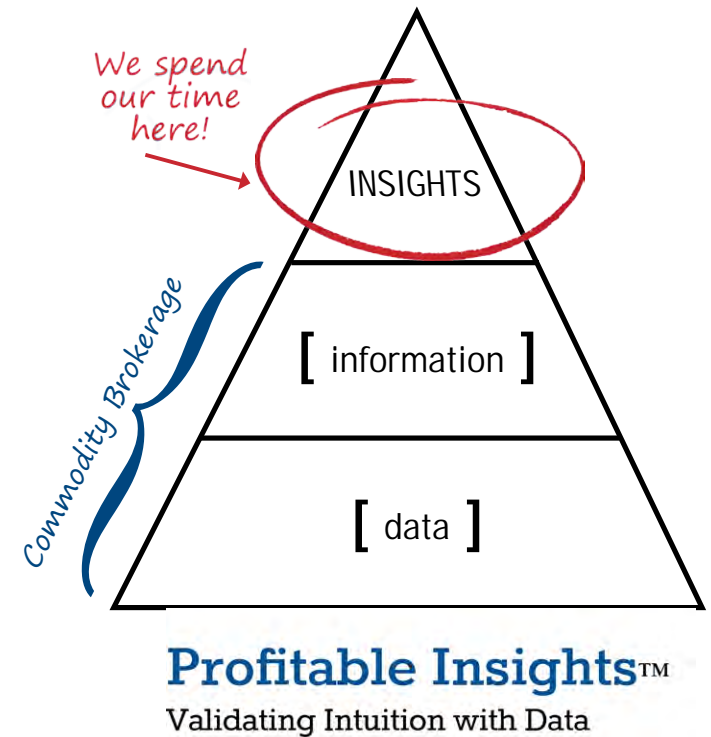 We spend
our time
here!
INSIGHTS
Commodity Brokerage
[ information ]
[ data ]
Profitable Insights™
Validating Intuition with Data